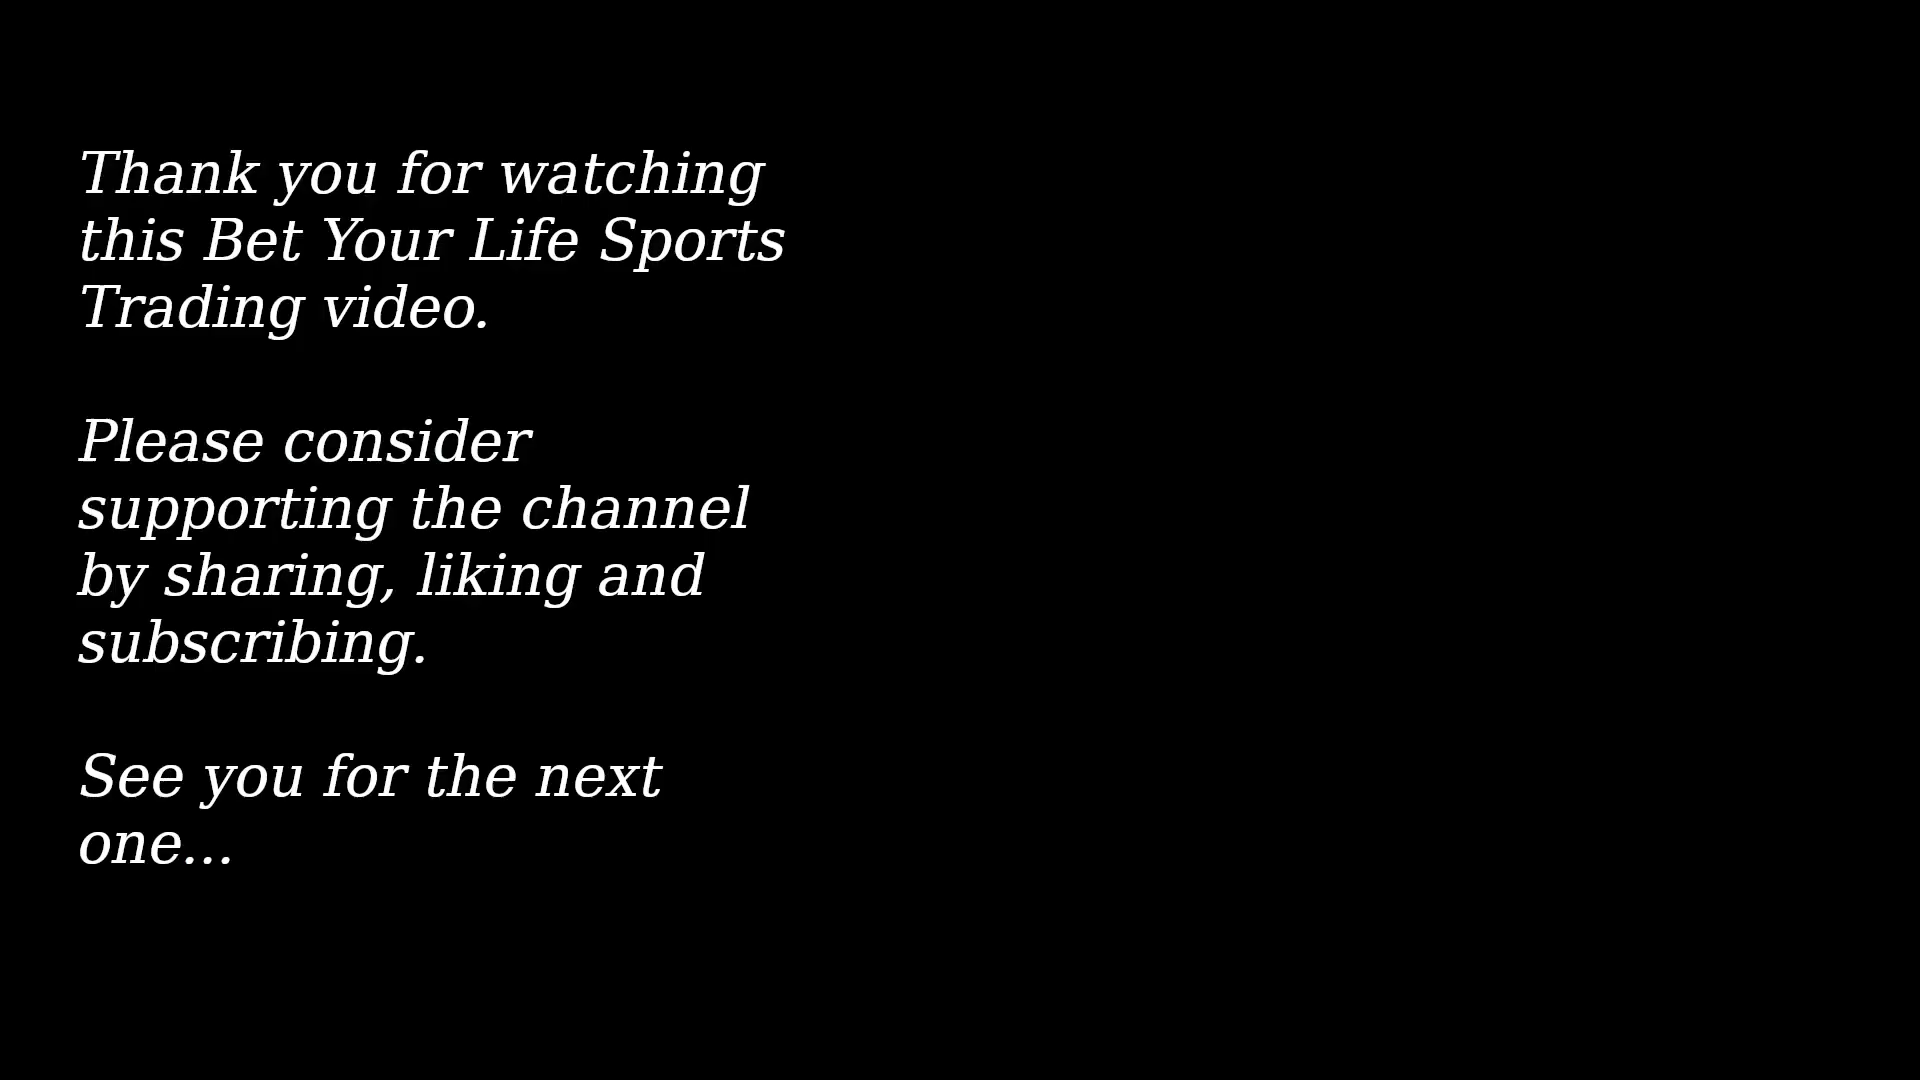 Thank you for watching
this Bet Your Life Sports
Trading video.
Please consider
supporting the channel
by sharing, liking and
subscribing.
See you for the next
one...